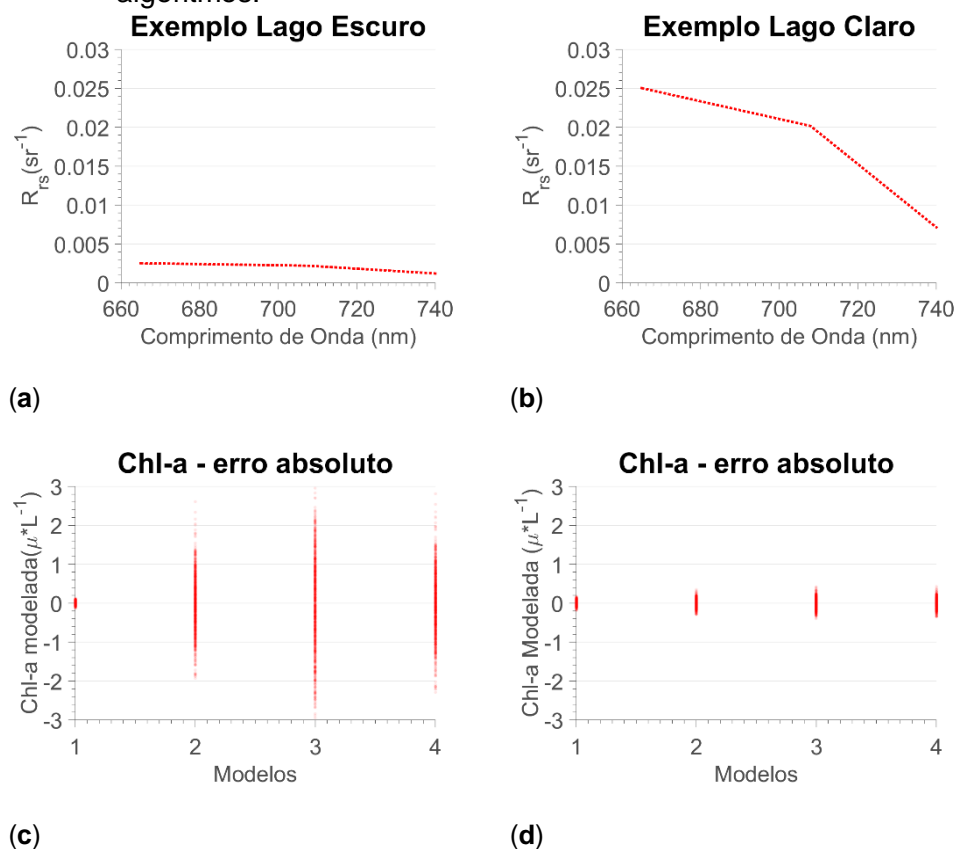 algoritmos.
Exemplo Lago Escuro
0.03
0.025
0.02
0.015
0.01
0.005
0
R_rs(sr^-1)
660 680 700 720 740
Comprimento de Onda (nm)
(a)
Exemplo Lago Claro
0.03
0.025
0.02
0.015
0.01
0.005
0
R_rs(sr^-1)
660 680 700 720 740
Comprimento de Onda (nm)
(b)
Chl-a - erro absoluto
3
2
1
0
-1
-2
-3
Chl-a modelada(μ*L^-1)
1 2 3 4
Modelos
(c)
Chl-a - erro absoluto
3
2
1
0
-1
-2
-3
Chl-a Modelada (μ*L^-1)
1 2 3 4
Modelos
(d)